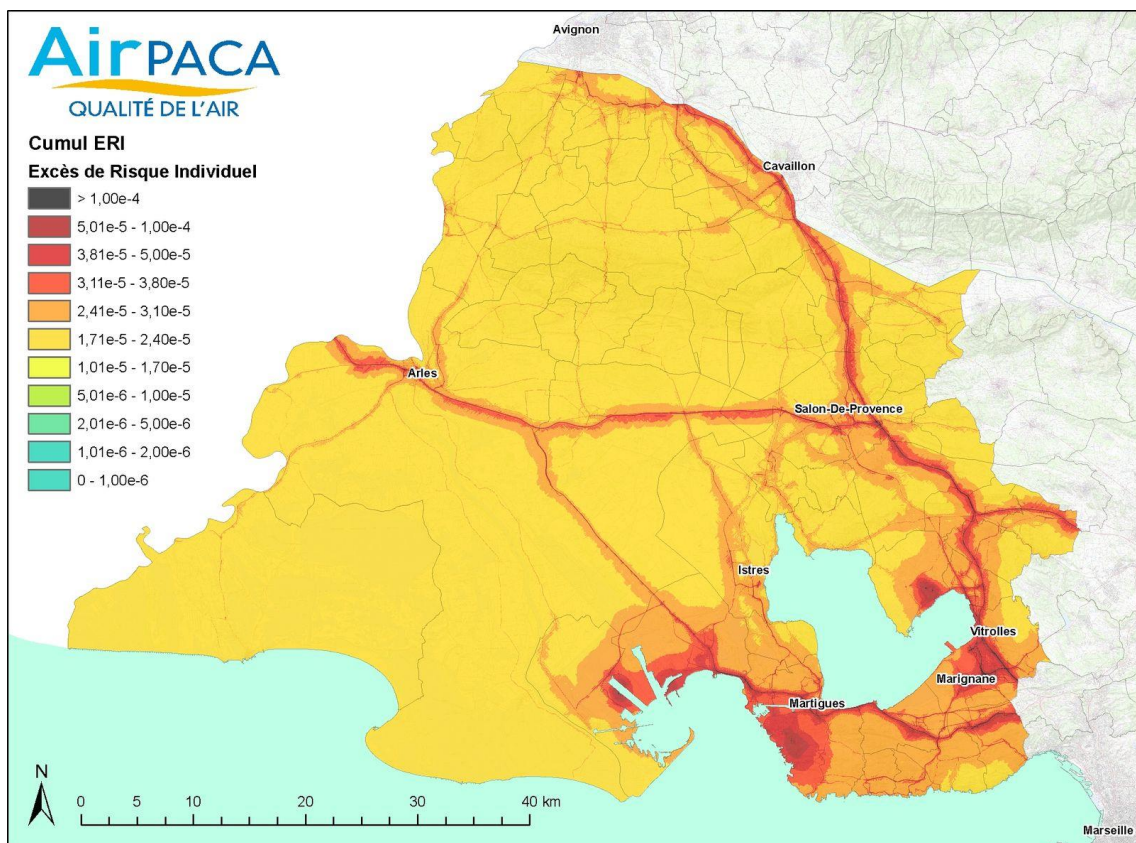 AirPACA
QUALITÉ DE L'AIR
Cumul ERI
Excès de Risque Individuel
> 1,00e-4
5,01e-5 - 1,00e-4
3,81e-5 - 5,00e-5
3,11e-5 - 3,80e-5
2,41e-5 - 3,10e-5
1,71e-5 - 2,40e-5
1,01e-5 - 1,70e-5
5,01e-6 - 1,00e-5
2,01e-6 - 5,00e-6
1,01e-6 - 2,00e-6
0 - 1,00e-6
Avignon
Cavaillon
Arles
Salon-De-Provence
Istres
Vitrolles
Marignane
Martigues
Marseille
N
0 5 10 20 30 40 km